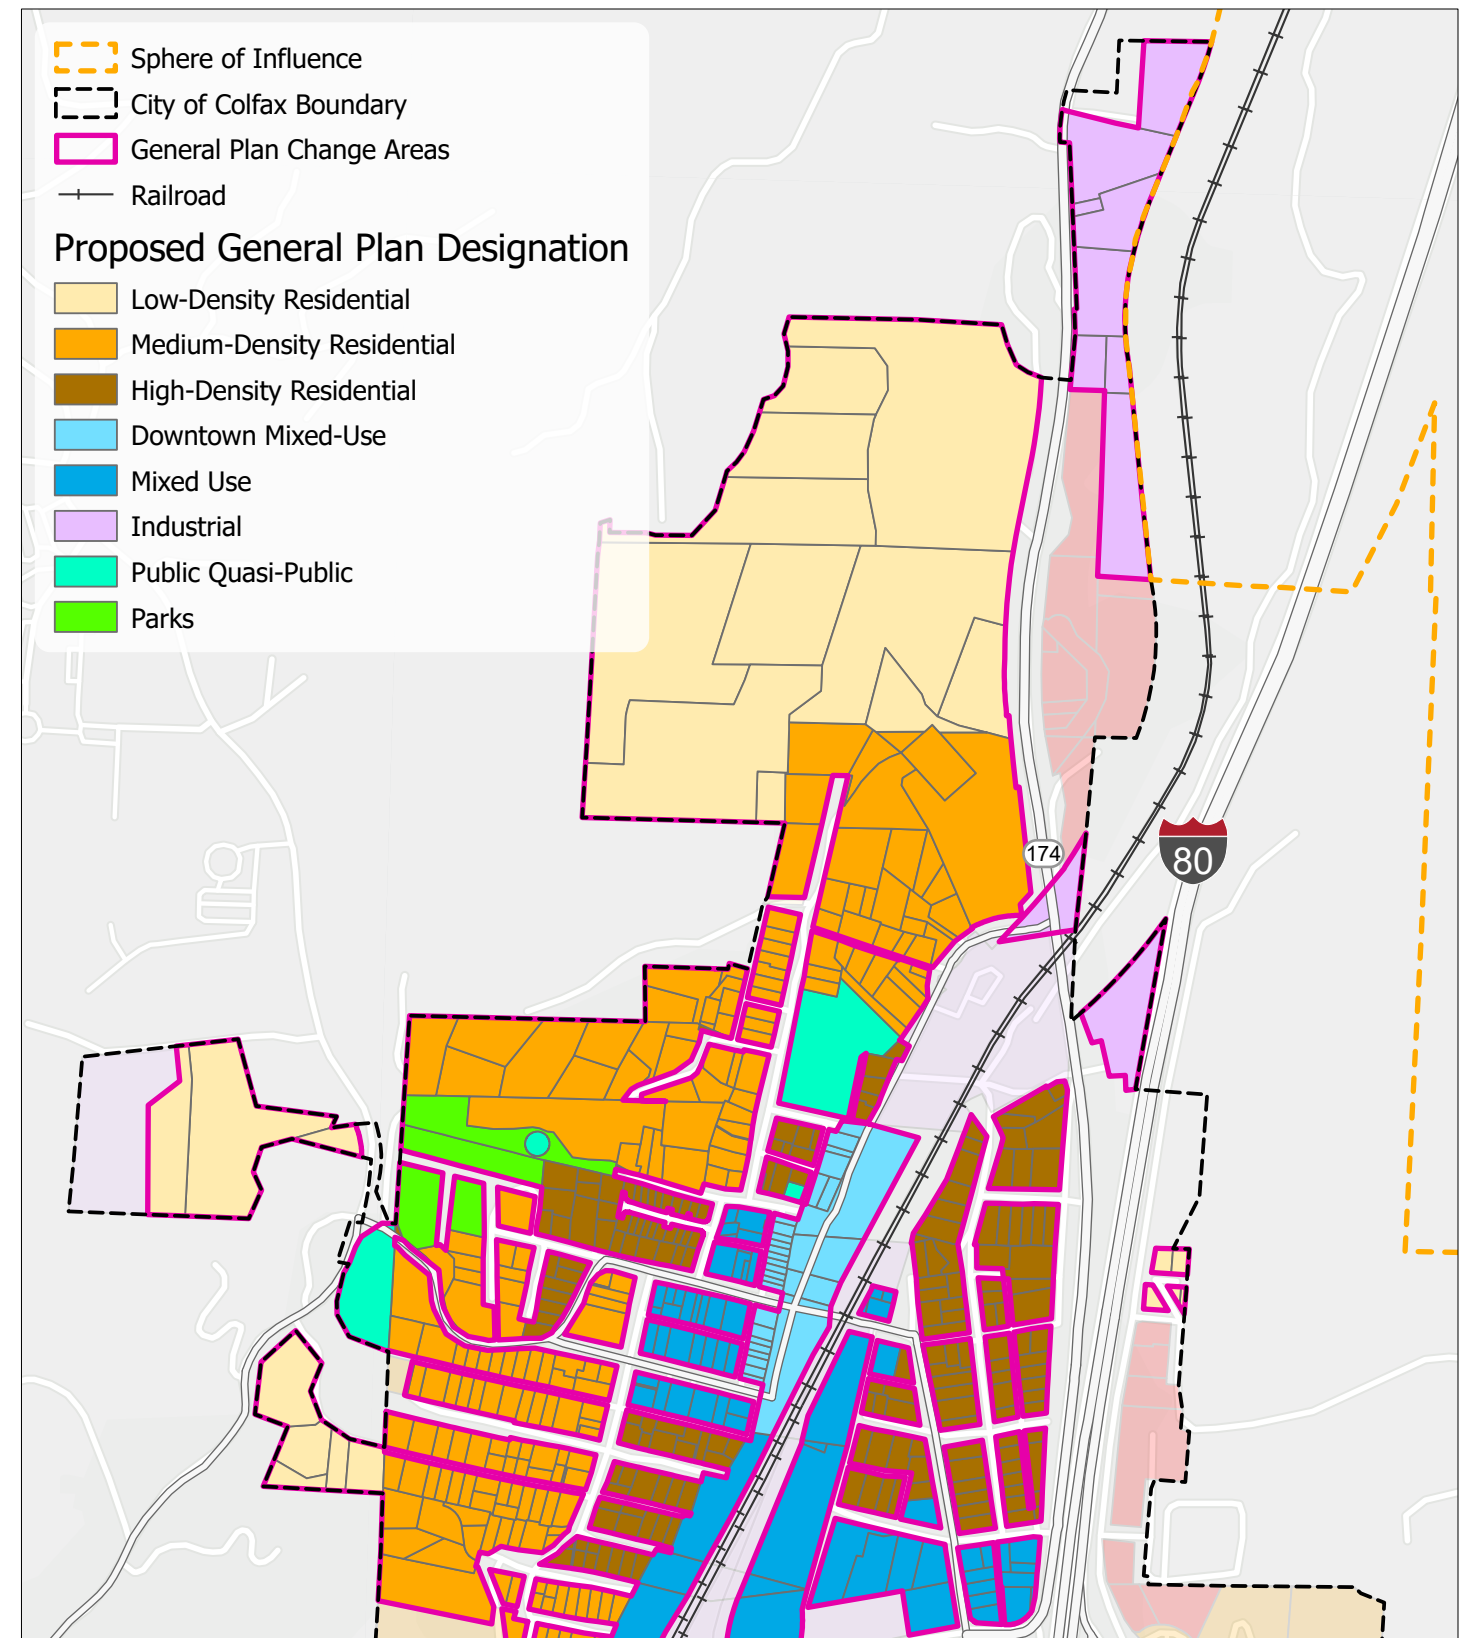 Sphere of Influence
City of Colfax Boundary
General Plan Change Areas
Railroad
Proposed General Plan Designation
Low-Density Residential
Medium-Density Residential
High-Density Residential
Downtown Mixed-Use
Mixed Use
Industrial
Public Quasi-Public
Parks
174
80